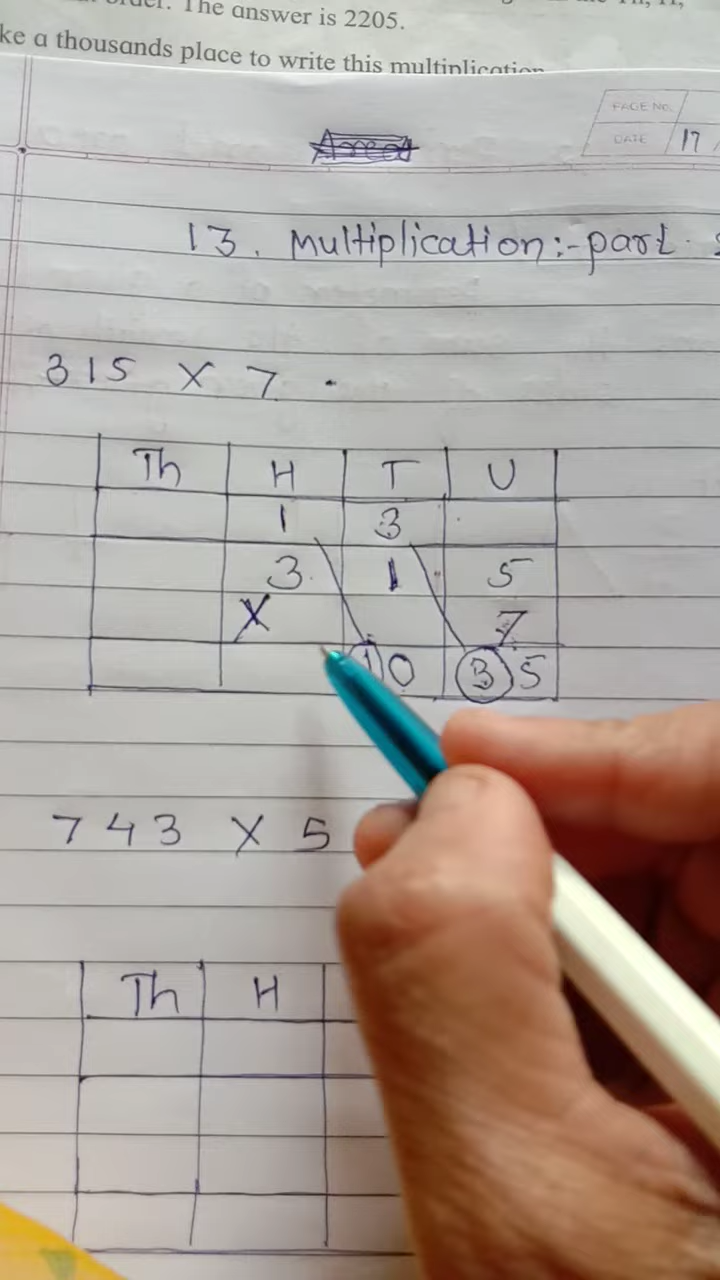 The answer is 2205.
ke a thousands place to write this multiplication
PAGE NO.
DATE 17
13. Multiplication:- part
315 X 7
Th H T U
1 3
3 1 5
X 7
1 0 3 5
743 X 5
Th H